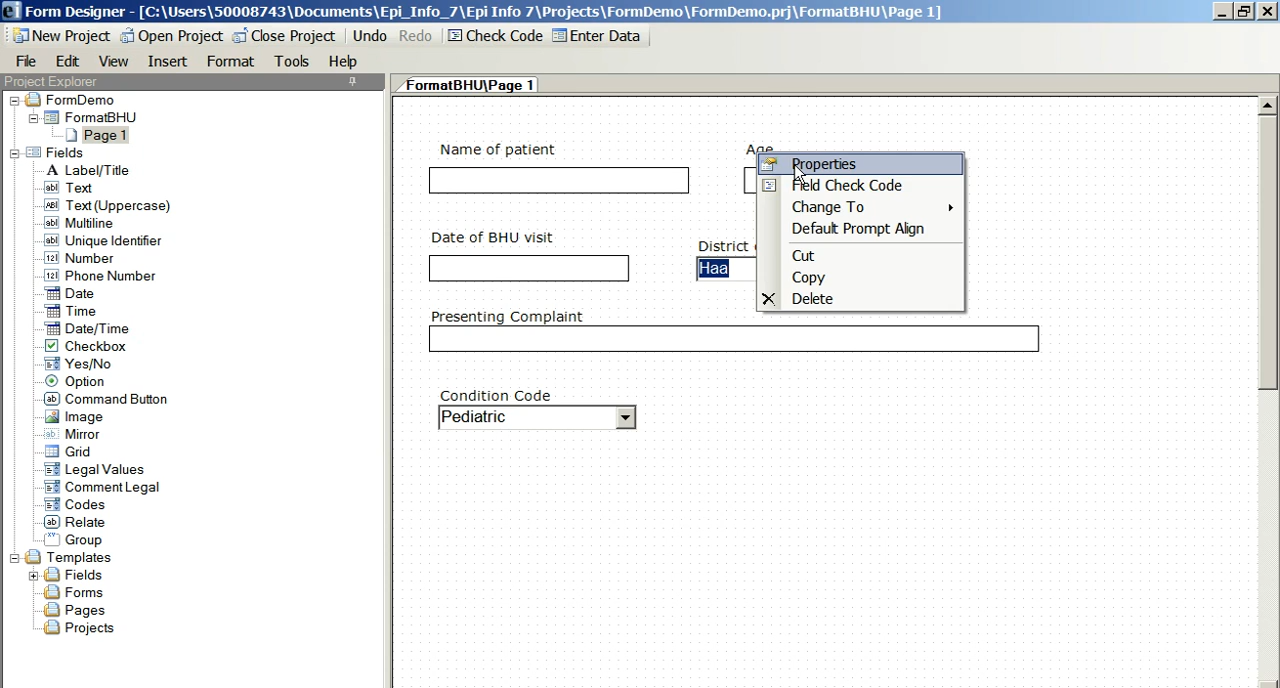 Form Designer - [C:\Users\50008743\Documents\Epi_Info_7\Epi Info 7\Projects\FormDemo\FormDemo.prj\FormatBHU\Page 1]
New Project Open Project Close Project Undo Redo Check Code Enter Data
File Edit View Insert Format Tools Help
Project Explorer
FormDemo
FormatBHU
Page 1
Fields
Label/Title
Text
Text (Uppercase)
Multiline
Unique Identifier
Number
Phone Number
Date
Time
Date/Time
Checkbox
Yes/No
Option
Command Button
Image
Mirror
Grid
Legal Values
Comment Legal
Codes
Relate
Group
Templates
Fields
Forms
Pages
Projects
FormatBHU\Page 1
Name of patient
Age
Date of BHU visit
District
Haa
Presenting Complaint
Condition Code
Pediatric
Properties
Field Check Code
Change To
Default Prompt Align
Cut
Copy
Delete